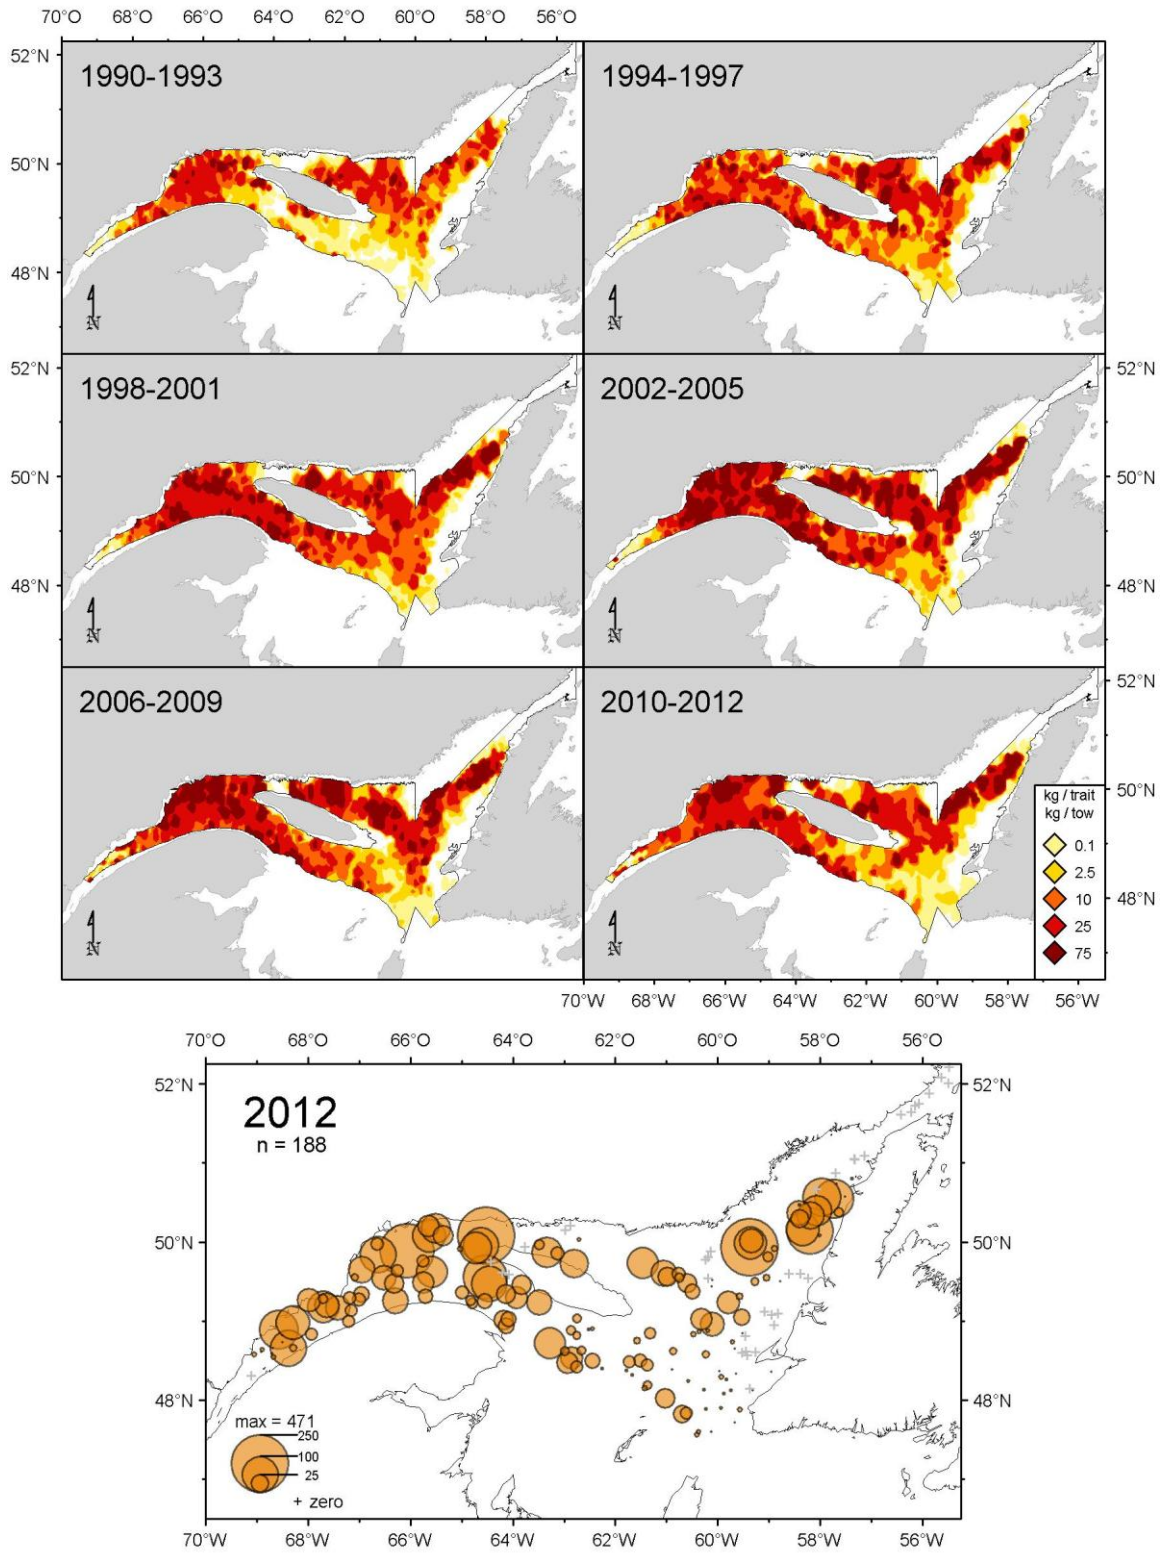 70°O 68°O 66°O 64°O 62°O 60°O 58°O 56°O
52°N 1990-1993 1994-1997
50°N
48°N
N N
52°N 1998-2001 2002-2005 52°N
50°N 50°N
48°N 48°N
N N
2006-2009 2010-2012 52°N
50°N
kg / trait
kg / tow
0.1
2.5
10
25
75
48°N
N N
70°W 68°W 66°W 64°W 62°W 60°W 58°W 56°W
70°O 68°O 66°O 64°O 62°O 60°O 58°O 56°O
52°N 2012 52°N
n = 188
50°N 50°N
48°N 48°N
max = 471
250
100
25
+ zero
70°W 68°W 66°W 64°W 62°W 60°W 58°W 56°W